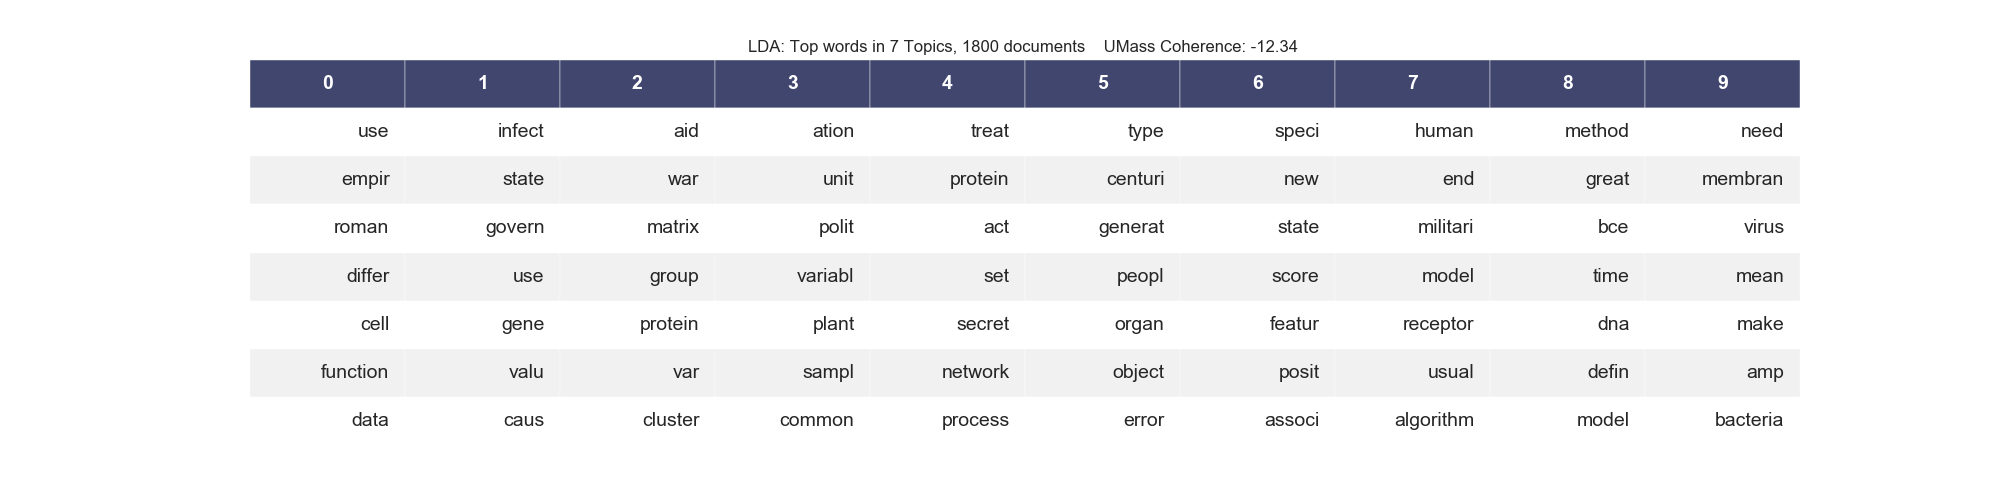 LDA: Top words in 7 Topics, 1800 documents    UMass Coherence: -12.34
0 1 2 3 4 5 6 7 8 9
use infect aid ation treat type speci human method need
empir state war unit protein centuri new end great membran
roman govern matrix polit act generat state militari bce virus
differ use group variabl set peopl score model time mean
cell gene protein plant secret organ featur receptor dna make
function valu var sampl network object posit usual defin amp
data caus cluster common process error associ algorithm model bacteria